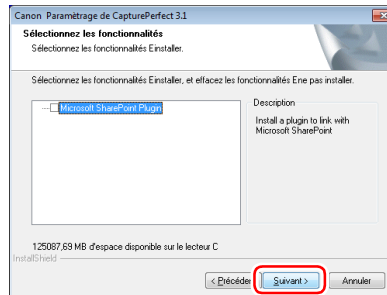 Canon Paramètrage de CapturePerfect 3.1
Sélectionnez les fonctionnalités
Sélectionnez les fonctionnalités Einstaller.
Sélectionnez les fonctionnalités Einstaller, et effacez les fonctionnalités Ene pas installer.
Microsoft SharePoint Plugin
Description
Install a plugin to link with
Microsoft SharePoint
125087,69 MB d'espace disponible sur le lecteur C
InstallShield
< Précéden
Suivant >
Annuler